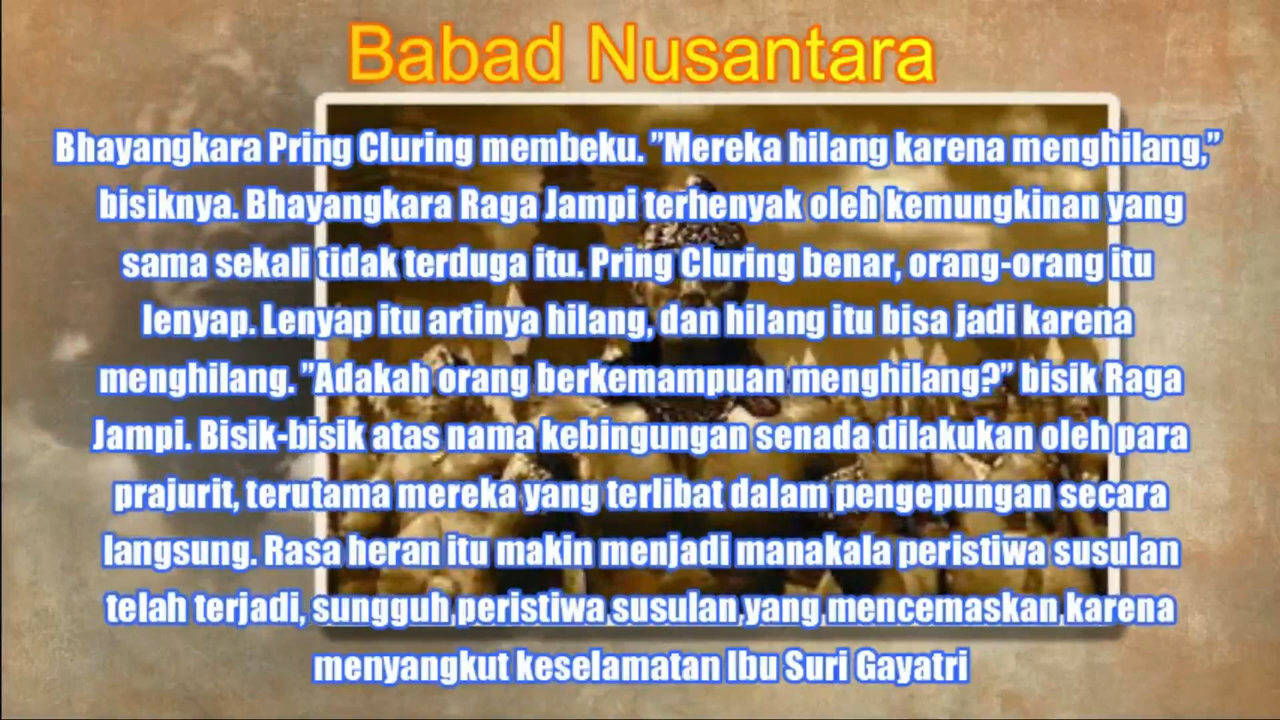 Babad Nusantara
Bhayangkara Pring Cluring membeku. ”Mereka hilang karena menghilang,”
bisiknya. Bhayangkara Raga Jampi terhenyak oleh kemungkinan yang
sama sekali tidak terduga itu. Pring Cluring benar, orang-orang itu
lenyap. Lenyap itu artinya hilang, dan hilang itu bisa jadi karena
menghilang. ”Adakah orang berkemampuan menghilang?” bisik Raga
Jampi. Bisik-bisik atas nama kebingungan senada dilakukan oleh para
prajurit, terutama mereka yang terlibat dalam pengepungan secara
langsung. Rasa heran itu makin menjadi manakala peristiwa susulan
telah terjadi, sungguh peristiwa susulan yang mencemaskan karena
menyangkut keselamatan Ibu Suri Gayatri